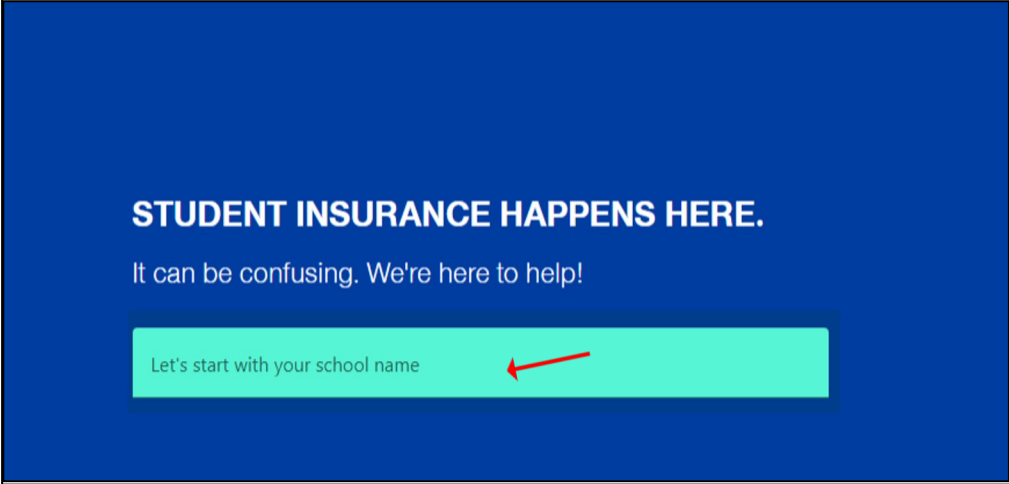 STUDENT INSURANCE HAPPENS HERE.
It can be confusing. We're here to help!
Let's start with your school name